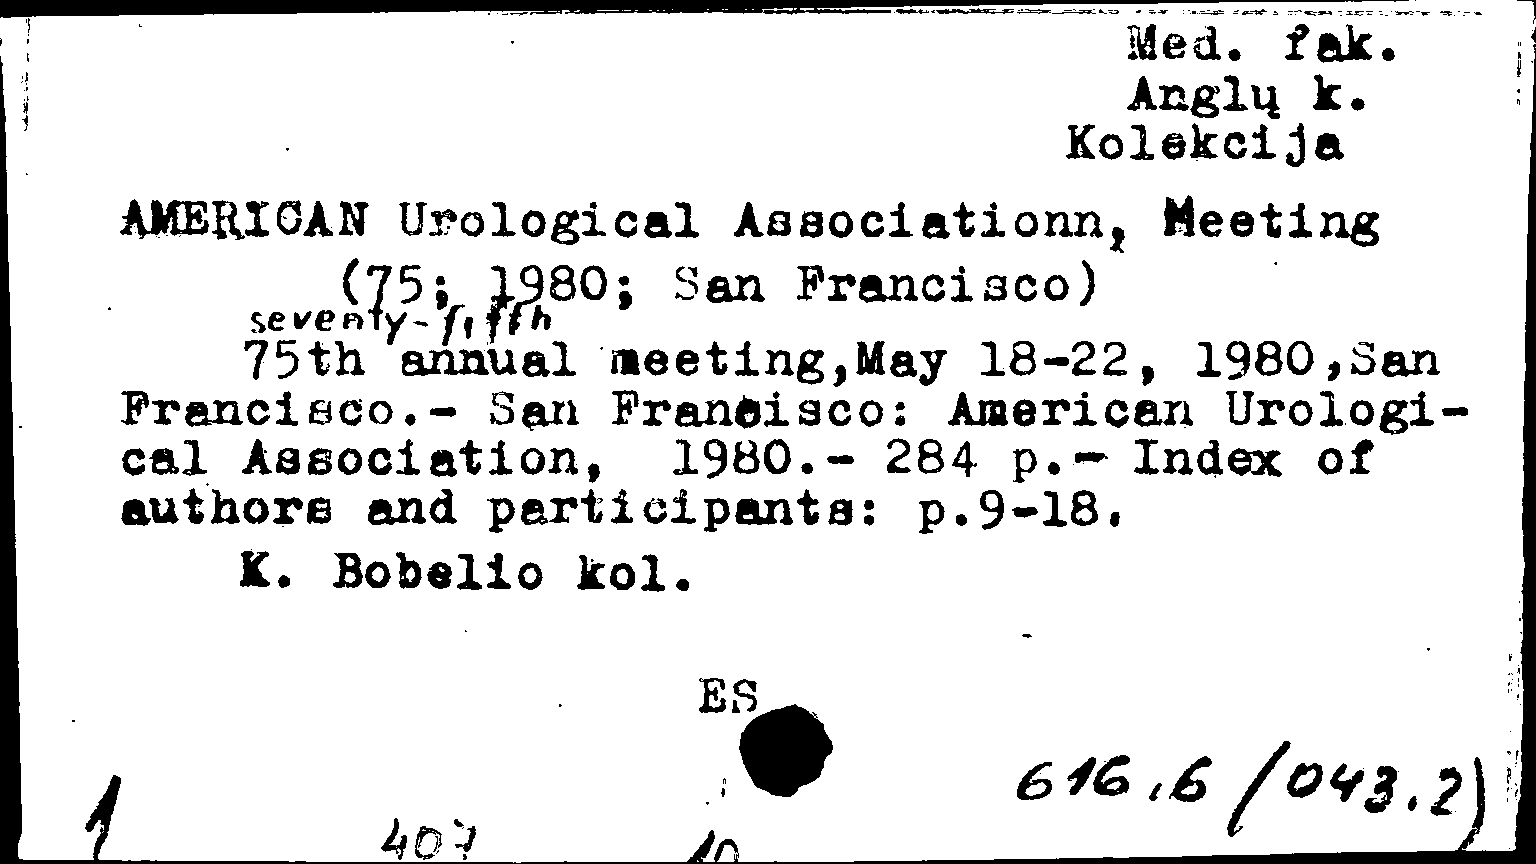 Med. fak.
Anglų k.
Kolekcija
AMERICAN Urological Associationn, Meeting
(75; 1980; San Francisco)
seventy-fifth
75th annual meeting,May 18-22, 1980,San
Francisco.- San Francisco: American Urologi-
cal Association, 1980.- 284 p.- Index of
authors and participants: p.9-18.
K. Bobelio kol.
ES
616.6/043.2)
1
407
10